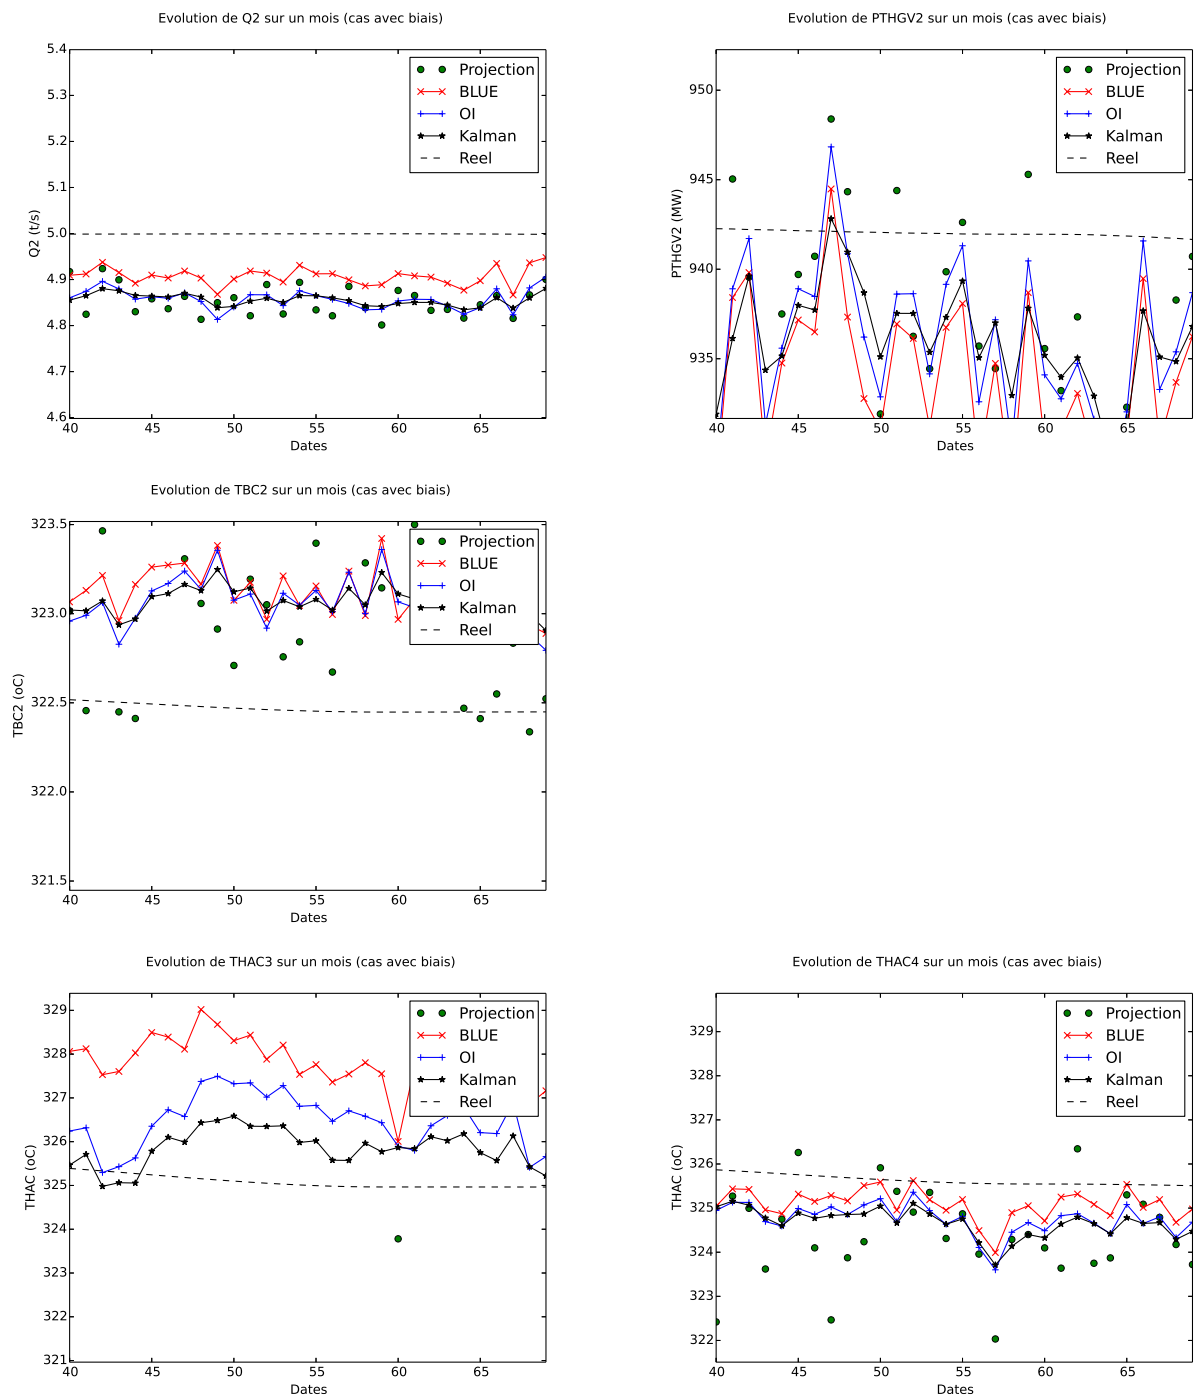 Evolution de Q2 sur un mois (cas avec biais)
5.4
5.3
5.2
5.1
5.0
4.9
4.8
4.7
4.6
Q2 (t/s)
Projection
BLUE
OI
Kalman
Reel
40 45 50 55 60 65
Dates
Evolution de PTHGV2 sur un mois (cas avec biais)
950
945
940
935
PTHGV2 (MW)
Projection
BLUE
OI
Kalman
Reel
40 45 50 55 60 65
Dates
Evolution de TBC2 sur un mois (cas avec biais)
323.5
323.0
322.5
322.0
321.5
TBC2 (oC)
Projection
BLUE
OI
Kalman
Reel
40 45 50 55 60 65
Dates
Evolution de THAC3 sur un mois (cas avec biais)
329
328
327
326
325
324
323
322
321
THAC (oC)
Projection
BLUE
OI
Kalman
Reel
40 45 50 55 60 65
Dates
Evolution de THAC4 sur un mois (cas avec biais)
329
328
327
326
325
324
323
322
THAC (oC)
Projection
BLUE
OI
Kalman
Reel
40 45 50 55 60 65
Dates